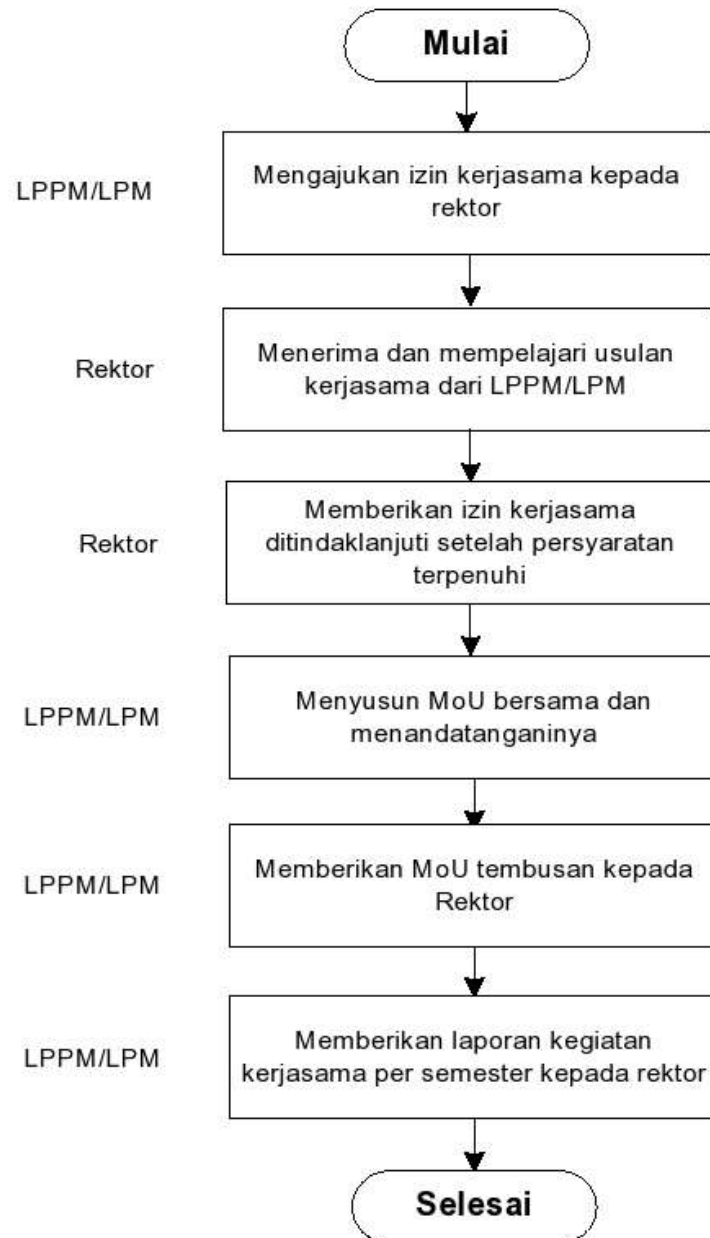 Mulai
LPPM/LPM
Mengajukan izin kerjasama kepada
rektor
Rektor
Menerima dan mempelajari usulan
kerjasama dari LPPM/LPM
Rektor
Memberikan izin kerjasama
ditindaklanjuti setelah persyaratan
terpenuhi
LPPM/LPM
Menyusun MoU bersama dan
menandatanganinya
LPPM/LPM
Memberikan MoU tembusan kepada
Rektor
LPPM/LPM
Memberikan laporan kegiatan
kerjasama per semester kepada rektor
Selesai